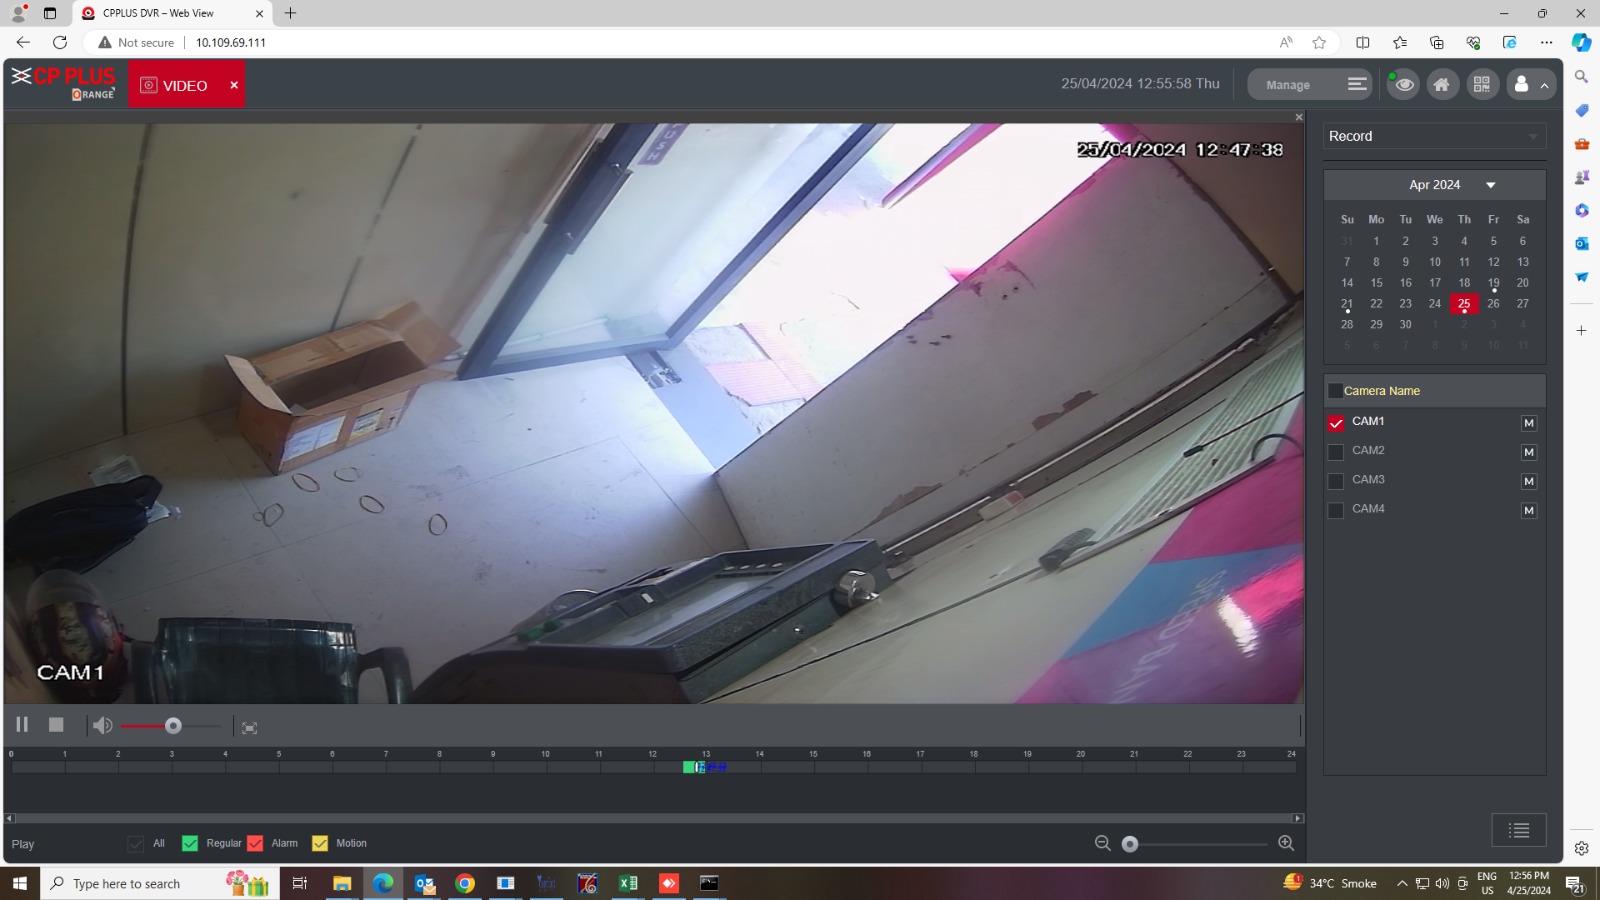 CPPLUS DVR – Web View
Not secure
10.109.69.111
CP PLUS
ORANGE
VIDEO
25/04/2024 12:55:58 Thu
Manage
25/04/2024 12:47:38
PUSH
CAM1
Record
Apr 2024
Su Mo Tu We Th Fr Sa
31 1 2 3 4 5 6
7 8 9 10 11 12 13
14 15 16 17 18 19 20
21 22 23 24 25 26 27
28 29 30 1 2 3 4
5 6 7 8 9 10 11
Camera Name
CAM1 M
CAM2 M
CAM3 M
CAM4 M
0 1 2 3 4 5 6 7 8 9 10 11 12 13 14 15 16 17 18 19 20 21 22 23 24
Play
All
Regular
Alarm
Motion
Type here to search
34°C Smoke
ENG
US
12:56 PM
4/25/2024
21